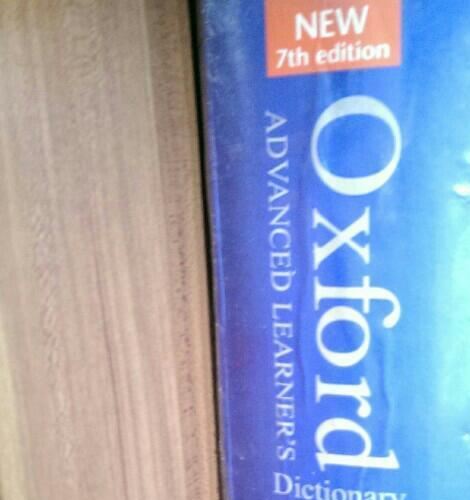 NEW
7th edition
Oxford
ADVANCED LEARNER'S
Dictionary